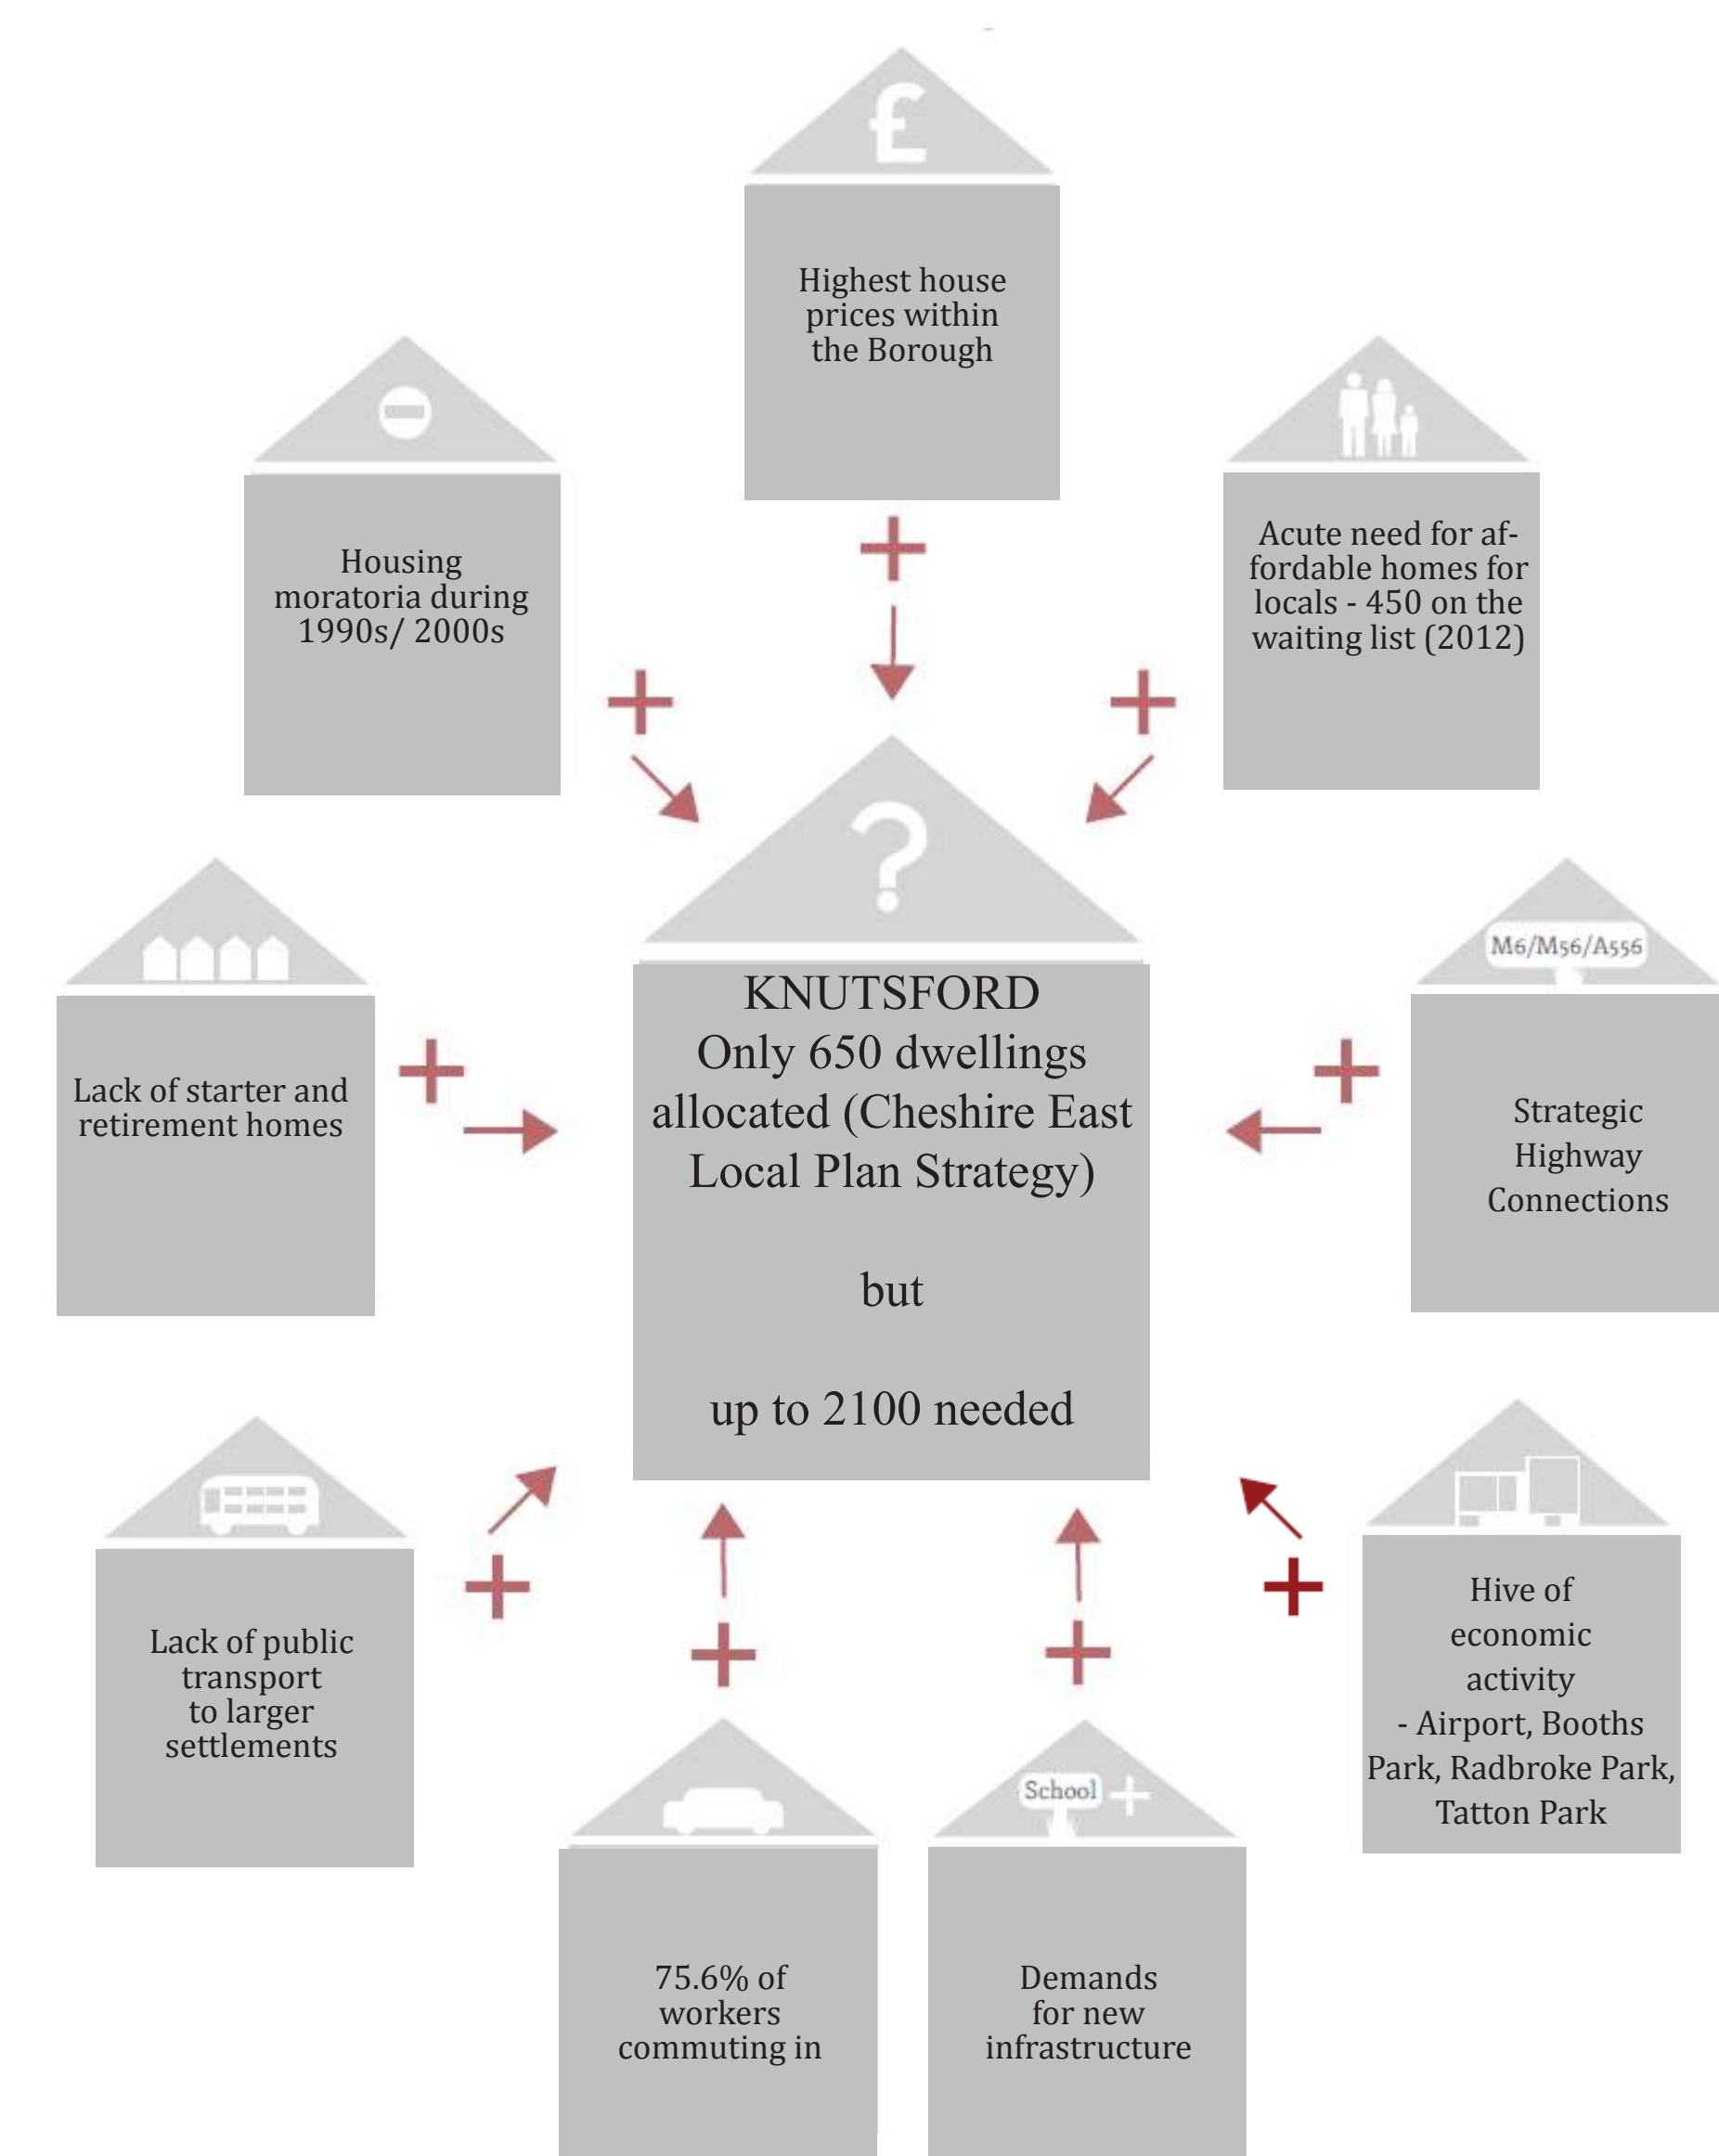 £
Highest house
prices within
the Borough
Housing
moratoria during
1990s/ 2000s
Acute need for af-
fordable homes for
locals - 450 on the
waiting list (2012)
?
KNUTSFORD
Only 650 dwellings
allocated (Cheshire East
Local Plan Strategy)
but
up to 2100 needed
Lack of starter and
retirement homes
M6/M56/A556
Strategic
Highway
Connections
Lack of public
transport
to larger
settlements
75.6% of
workers
commuting in
School +
Demands
for new
infrastructure
Hive of
economic
activity
- Airport, Booths
Park, Radbroke Park,
Tatton Park